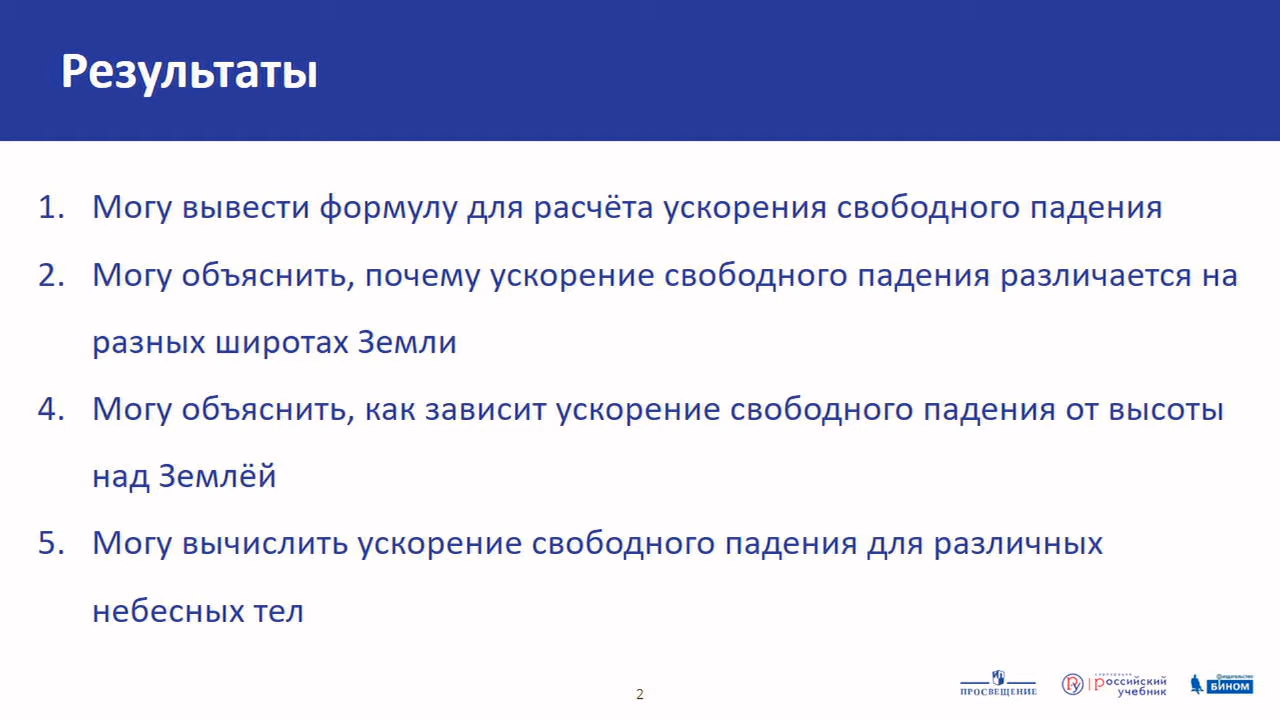 Результаты
1. Могу вывести формулу для расчёта ускорения свободного падения
2. Могу объяснить, почему ускорение свободного падения различается на
разных широтах Земли
4. Могу объяснить, как зависит ускорение свободного падения от высоты
над Землёй
5. Могу вычислить ускорение свободного падения для различных
небесных тел
2
ПРОСВЕЩЕНИЕ
корпорация
российский
учебник
издательство
БИНОМ